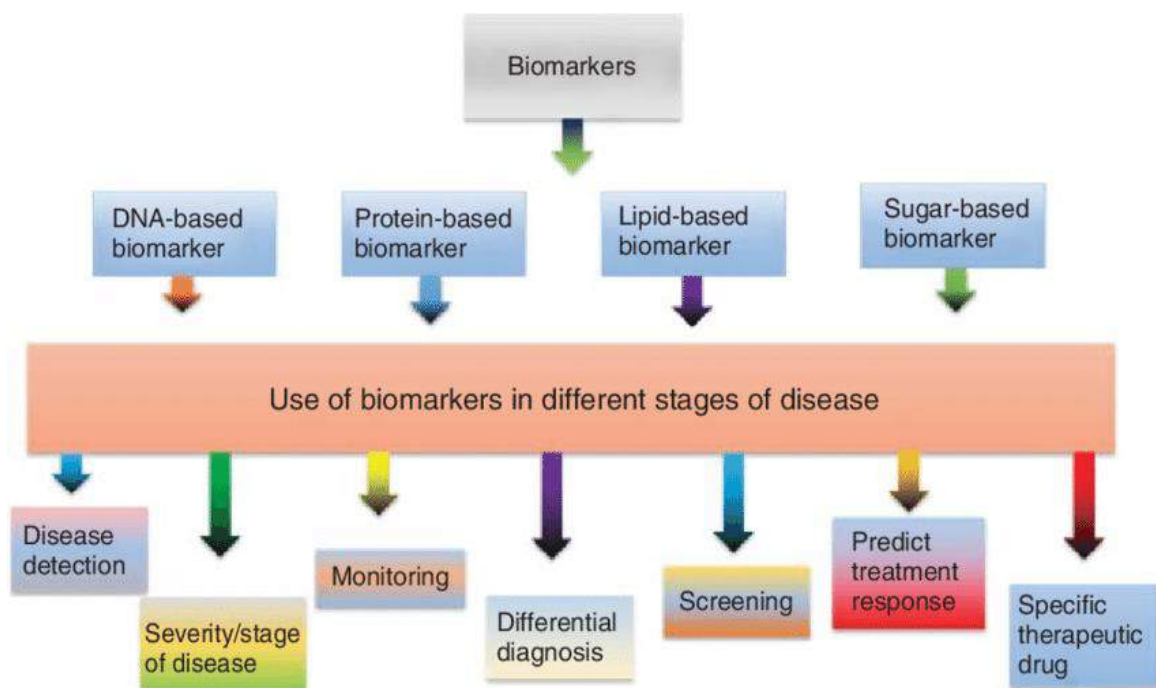 Biomarkers
DNA-based
biomarker
Protein-based
biomarker
Lipid-based
biomarker
Sugar-based
biomarker
Use of biomarkers in different stages of disease
Disease
detection
Severity/stage
of disease
Monitoring
Differential
diagnosis
Screening
Predict
treatment
response
Specific
therapeutic
drug